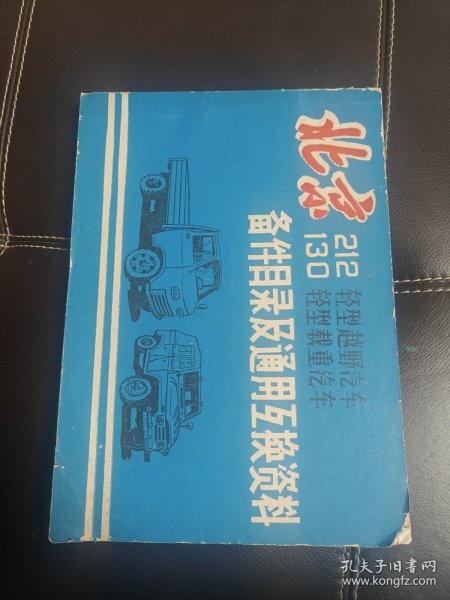 北京
212 轻型越野汽车
130 轻型载重汽车
备件目录及通用互换资料
孔夫子旧书网
www.kongfz.com